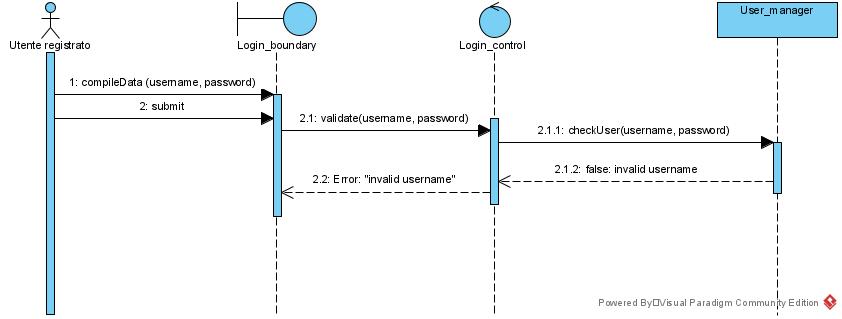 Utente registrato
Login_boundary
Login_control
User_manager
1: compileData (username, password)
2: submit
2.1: validate(username, password)
2.1.1: checkUser(username, password)
2.1.2: false: invalid username
2.2: Error: "invalid username"
Powered By□Visual Paradigm Community Edition